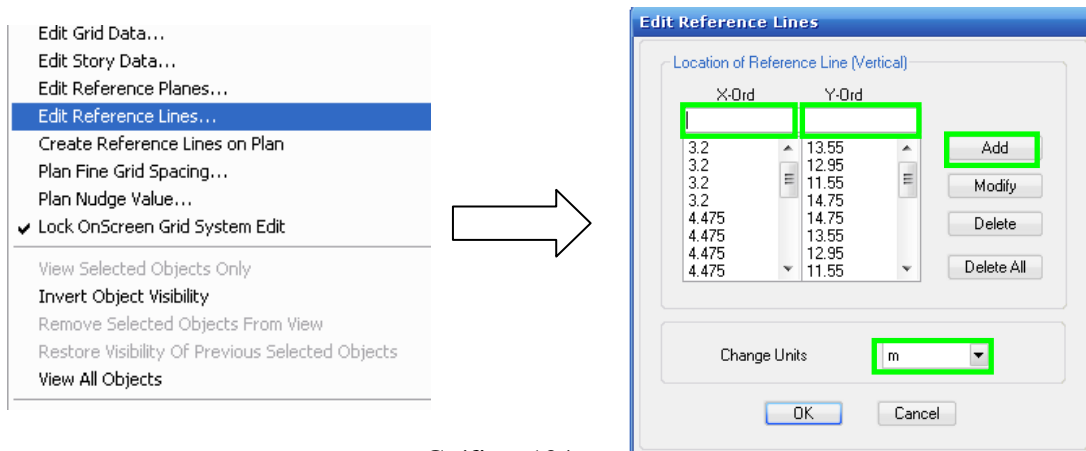 Edit Grid Data...
Edit Story Data...
Edit Reference Planes...
Edit Reference Lines...
Create Reference Lines on Plan
Plan Fine Grid Spacing...
Plan Nudge Value...
✓ Lock OnScreen Grid System Edit
View Selected Objects Only
Invert Object Visibility
Remove Selected Objects From View
Restore Visibility Of Previous Selected Objects
View All Objects
Edit Reference Lines
Location of Reference Line (Vertical)
X-Ord Y-Ord
3.2 13.55 Add
3.2 12.95
3.2 11.55 Modify
3.2 14.75
4.475 14.75 Delete
4.475 13.55
4.475 12.95
4.475 11.55 Delete All
Change Units m
OK Cancel